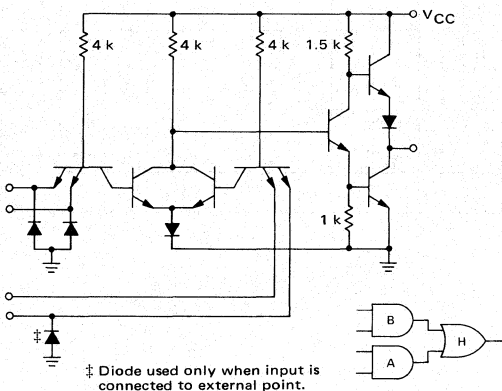 V CC
4 k
4 k
4 k
1.5 k
1 k
B
H
A
‡
‡ Diode used only when input is
connected to external point.